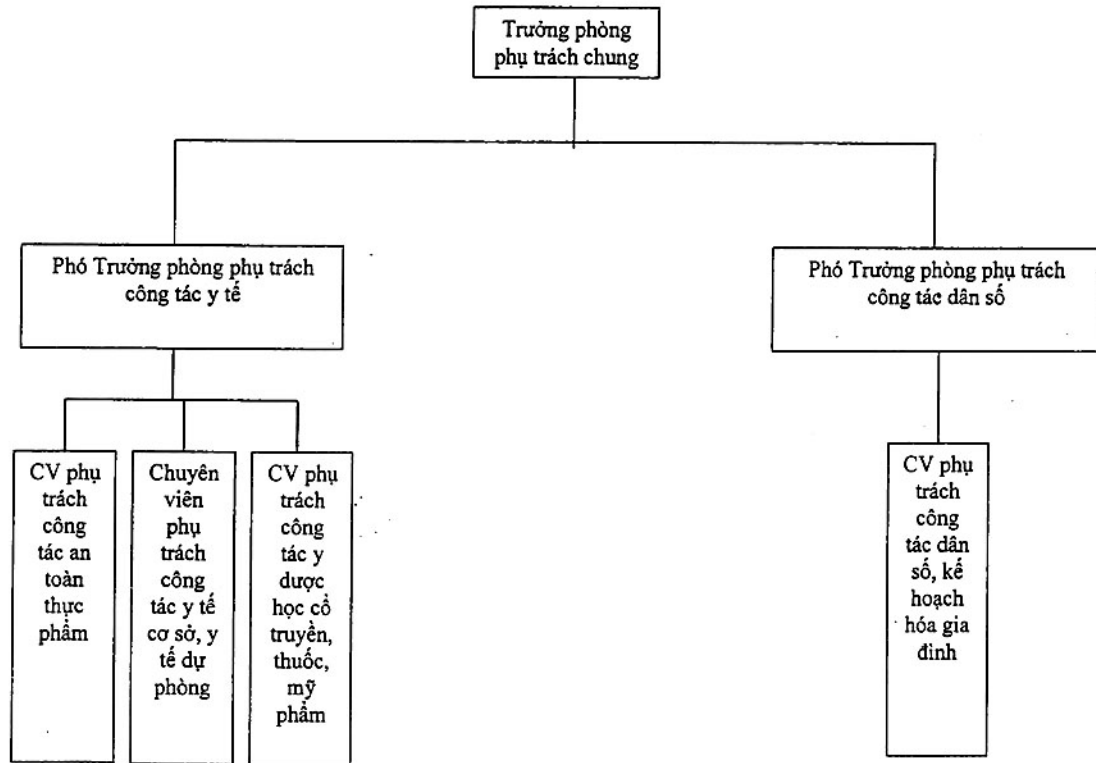 Trưởng phòng
phụ trách chung
Phó Trưởng phòng phụ trách
công tác y tế
Phó Trưởng phòng phụ trách
công tác dân số
CV phụ
trách
công
tác an
toàn
thực
phẩm
Chuyên
viên
phụ
trách
công
tác y tế
cơ sở, y
tế dự
phòng
CV phụ
trách
công
tác y
dược
học cổ
truyền,
thuốc,
mỹ
phẩm
CV phụ
trách
công
tác dân
số, kế
hoạch
hóa gia
đình